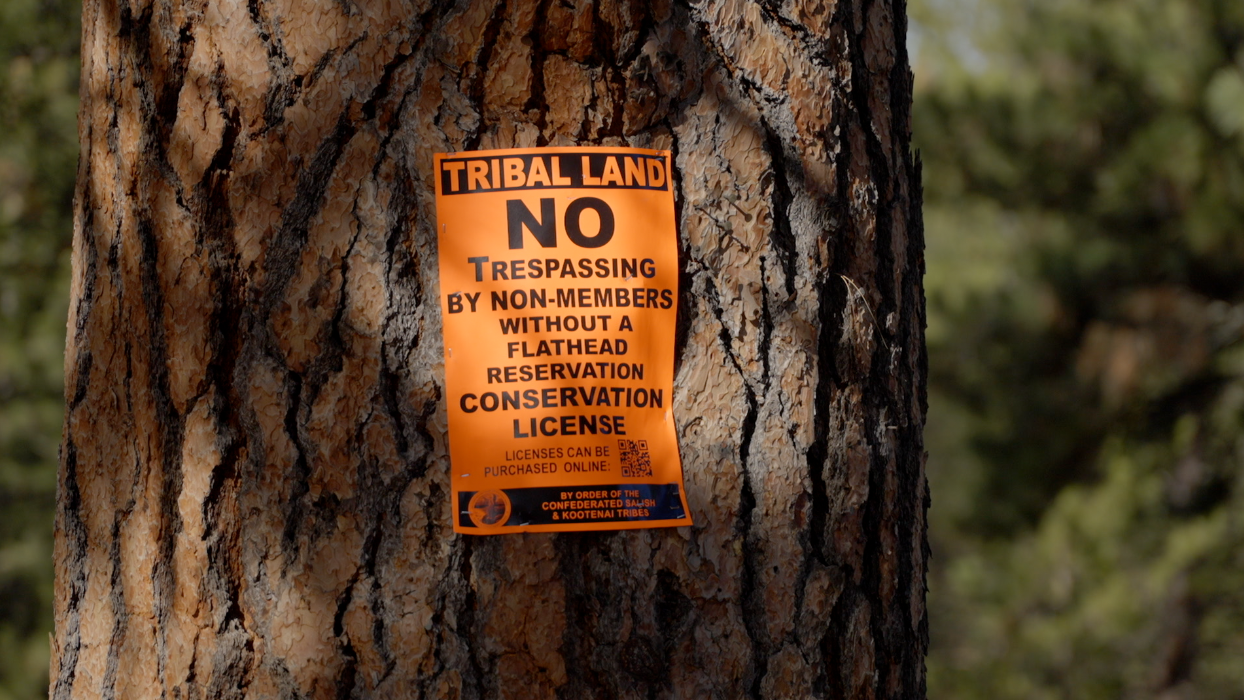 TRIBAL LAND
NO
TRESPASSING
BY NON-MEMBERS
WITHOUT A
FLATHEAD
RESERVATION
CONSERVATION
LICENSE
LICENSES CAN BE
PURCHASED ONLINE:
BY ORDER OF THE
CONFEDERATED SALISH
& KOOTENAI TRIBES